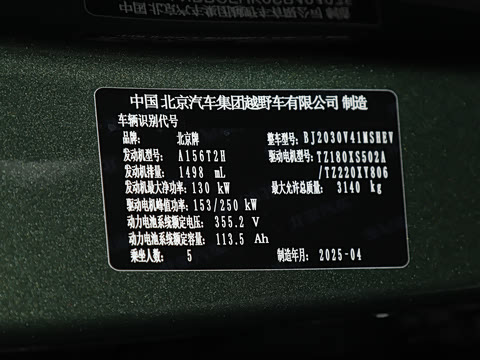 中国 北京汽车集团越野车有限公司 制造
车辆识别代号
品牌: 北京牌 整车型号: BJ2030V41MSHEV
发动机型号: A156T2H 驱动电机型号: TZ180XS502A
发动机排量: 1498 mL /TZ220XY806
发动机最大净功率: 130 kW 最大允许总质量: 3140 kg
驱动电机峰值功率: 153/250 kW
动力电池系统额定电压: 355.2 V
动力电池系统额定容量: 113.5 Ah
乘坐人数: 5 制造年月: 2025-04